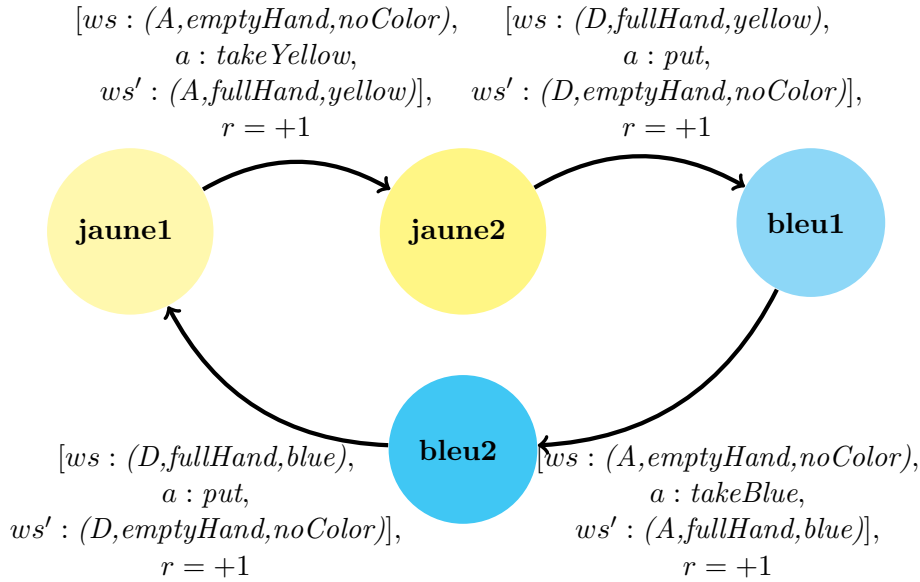 [ws : (A,emptyHand,noColor),
a : takeYellow,
ws′ : (A,fullHand,yellow)],
r = +1
[ws : (D,fullHand,yellow),
a : put,
ws′ : (D,emptyHand,noColor)],
r = +1
jaune1
jaune2
bleu1
bleu2
[ws : (D,fullHand,blue),
a : put,
ws′ : (D,emptyHand,noColor)],
r = +1
[ws : (A,emptyHand,noColor),
a : takeBlue,
ws′ : (A,fullHand,blue)],
r = +1